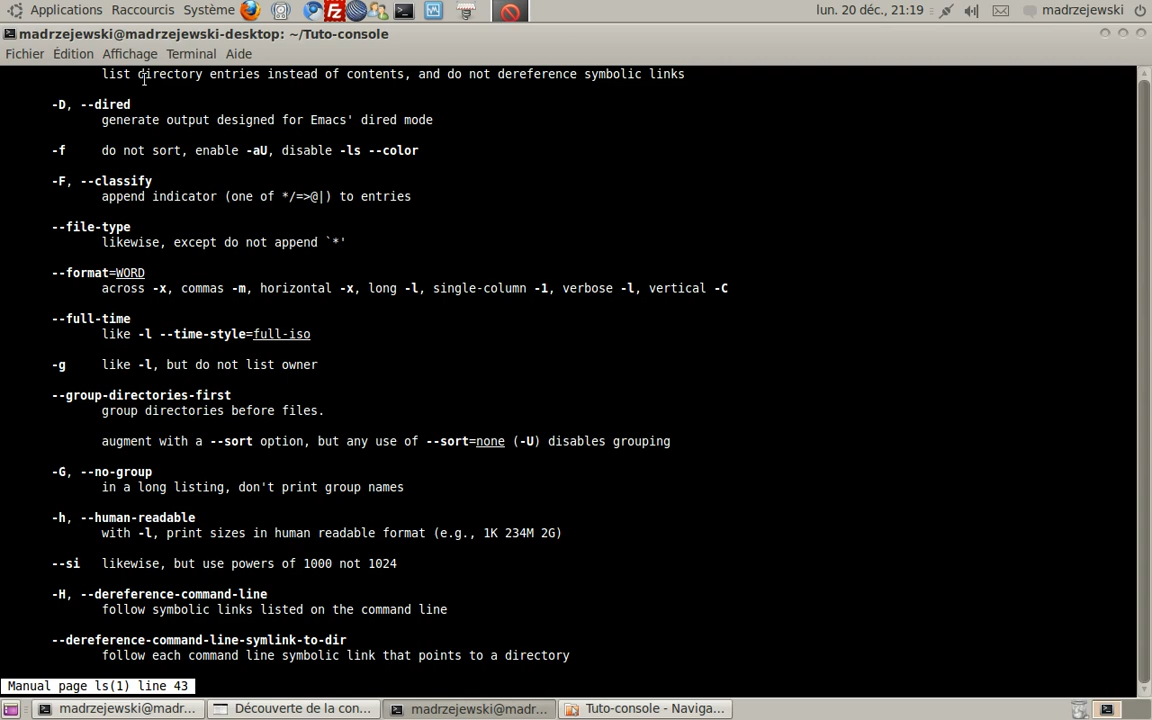 Applications Raccourcis Système lun. 20 déc., 21:19 madrzejewski
madrzejewski@madrzejewski-desktop: ~/Tuto-console
Fichier Édition Affichage Terminal Aide
list directory entries instead of contents, and do not dereference symbolic links
-D, --dired
generate output designed for Emacs' dired mode
-f do not sort, enable -aU, disable -ls --color
-F, --classify
append indicator (one of */=>@|) to entries
--file-type
likewise, except do not append `*'
--format=WORD
across -x, commas -m, horizontal -x, long -l, single-column -1, verbose -l, vertical -C
--full-time
like -l --time-style=full-iso
-g like -l, but do not list owner
--group-directories-first
group directories before files.
augment with a --sort option, but any use of --sort=none (-U) disables grouping
-G, --no-group
in a long listing, don't print group names
-h, --human-readable
with -l, print sizes in human readable format (e.g., 1K 234M 2G)
--si likewise, but use powers of 1000 not 1024
-H, --dereference-command-line
follow symbolic links listed on the command line
--dereference-command-line-symlink-to-dir
follow each command line symbolic link that points to a directory
Manual page ls(1) line 43
madrzejewski@madr... Découverte de la con... madrzejewski@madr... Tuto-console - Naviga...